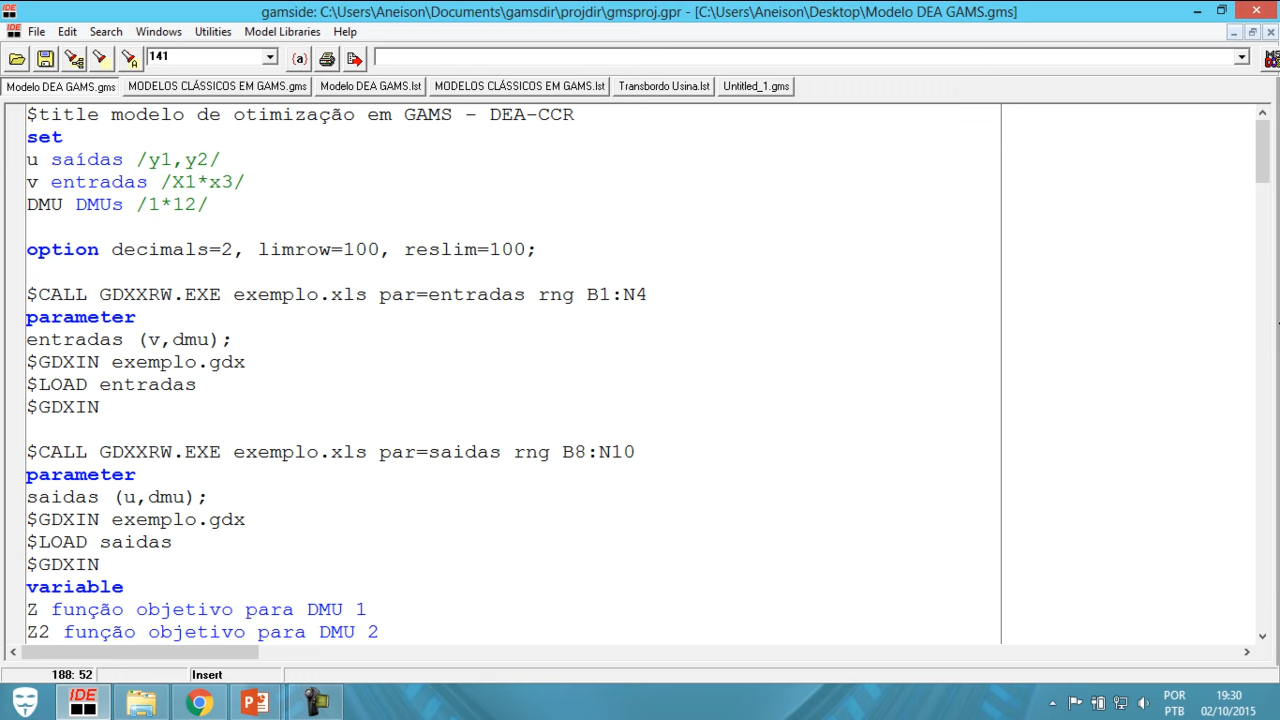 gamside: C:\Users\Aneison\Documents\gamsdir\projdir\gmsproj.gpr - [C:\Users\Aneison\Desktop\Modelo DEA GAMS.gms]
IDE File Edit Search Windows Utilities Model Libraries Help
141 {a}
Modelo DEA GAMS.gms MODELOS CLÁSSICOS EM GAMS.gms Modelo DEA GAMS.lst MODELOS CLÁSSICOS EM GAMS.lst Transbordo Usina.lst Untitled_1.gms
$title modelo de otimização em GAMS - DEA-CCR
set
u saídas /y1,y2/
v entradas /X1*x3/
DMU DMUs /1*12/
option decimals=2, limrow=100, reslim=100;
$CALL GDXXRW.EXE exemplo.xls par=entradas rng B1:N4
parameter
entradas (v,dmu);
$GDXIN exemplo.gdx
$LOAD entradas
$GDXIN
$CALL GDXXRW.EXE exemplo.xls par=saidas rng B8:N10
parameter
saidas (u,dmu);
$GDXIN exemplo.gdx
$LOAD saidas
$GDXIN
variable
Z função objetivo para DMU 1
Z2 função objetivo para DMU 2
188: 52 Insert
IDE POR 19:30
PTB 02/10/2015